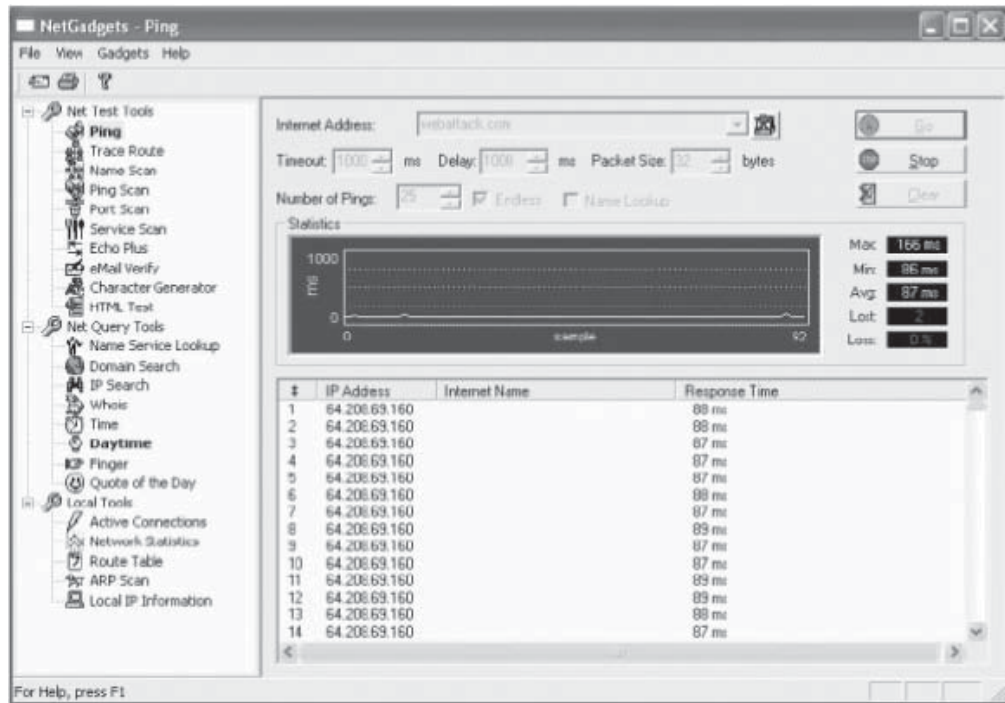 NetGadgets - Ping
File View Gadgets Help
Net Test Tools
Ping
Trace Route
Name Scan
Ping Scan
Port Scan
Service Scan
Echo Plus
eMail Verify
Character Generator
HTML Test
Net Query Tools
Name Service Lookup
Domain Search
IP Search
Whois
Time
Daytime
Finger
Quote of the Day
Local Tools
Active Connections
Network Statistics
Route Table
ARP Scan
Local IP Information
Internet Address: webattack.com
Go
Timeout: 1000 ms Delay: 1000 ms Packet Size: 32 bytes
Stop
Number of Pings: 25 Endless Name Lookup
Clear
Statistics
1000
ms
0
0 sample 92
Max: 166 ms
Min: 86 ms
Avg: 87 ms
Lost: 2
Loss: 0 %
IP Address Internet Name Response Time
1 64.208.69.160 88 ms
2 64.208.69.160 88 ms
3 64.208.69.160 87 ms
4 64.208.69.160 87 ms
5 64.208.69.160 87 ms
6 64.208.69.160 88 ms
7 64.208.69.160 87 ms
8 64.208.69.160 89 ms
9 64.208.69.160 87 ms
10 64.208.69.160 87 ms
11 64.208.69.160 89 ms
12 64.208.69.160 89 ms
13 64.208.69.160 88 ms
14 64.208.69.160 87 ms
For Help, press F1